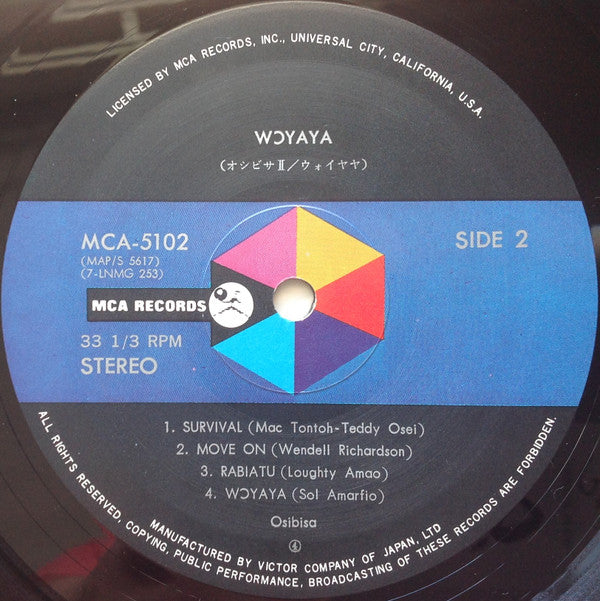 LICENSED BY MCA RECORDS, INC., UNIVERSAL CITY, CALIFORNIA, U.S.A.
WƆYAYA
(オシビサⅡ/ウォイヤヤ)
MCA-5102
(MAP/S 5617)
(7-LNMG 253)
SIDE 2
MCA RECORDS
33 1/3 RPM
STEREO
1. SURVIVAL (Mac Tontoh-Teddy Osei)
2. MOVE ON (Wendell Richardson)
3. RABIATU (Loughty Amao)
4. WƆYAYA (Sol Amarfio)
Osibisa
④
MANUFACTURED BY VICTOR COMPANY OF JAPAN, LTD
ALL RIGHTS RESERVED, COPYING, PUBLIC PERFORMANCE, BROADCASTING OF THESE RECORDS ARE FORBIDDEN.